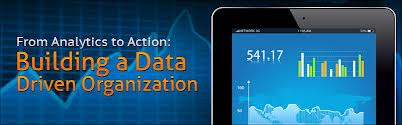 From Analytics to Action:
Building a Data
Driven Organization
541.17